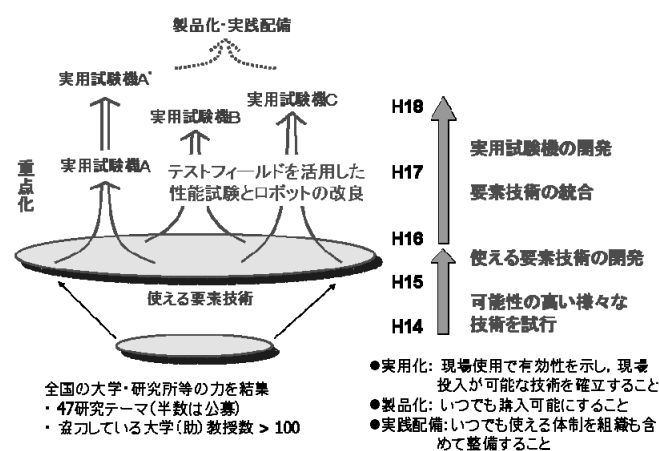 製品化・実践配備
実用試験機A'
実用試験機B
実用試験機C
重点化
実用試験機A
テストフィールドを活用した
性能試験とロボットの改良
使える要素技術
H18
H17
H16
H15
H14
実用試験機の開発
要素技術の統合
使える要素技術の開発
可能性の高い様々な
技術を試行
全国の大学・研究所等の力を結集
・ 47研究テーマ(半数は公募)
・ 協力している大学(助)教授数 > 100
●実用化: 現場使用で有効性を示し, 現場
投入が可能な技術を確立すること
●製品化: いつでも購入可能にすること
●実践配備:いつでも使える体制を組織も含
めて整備すること